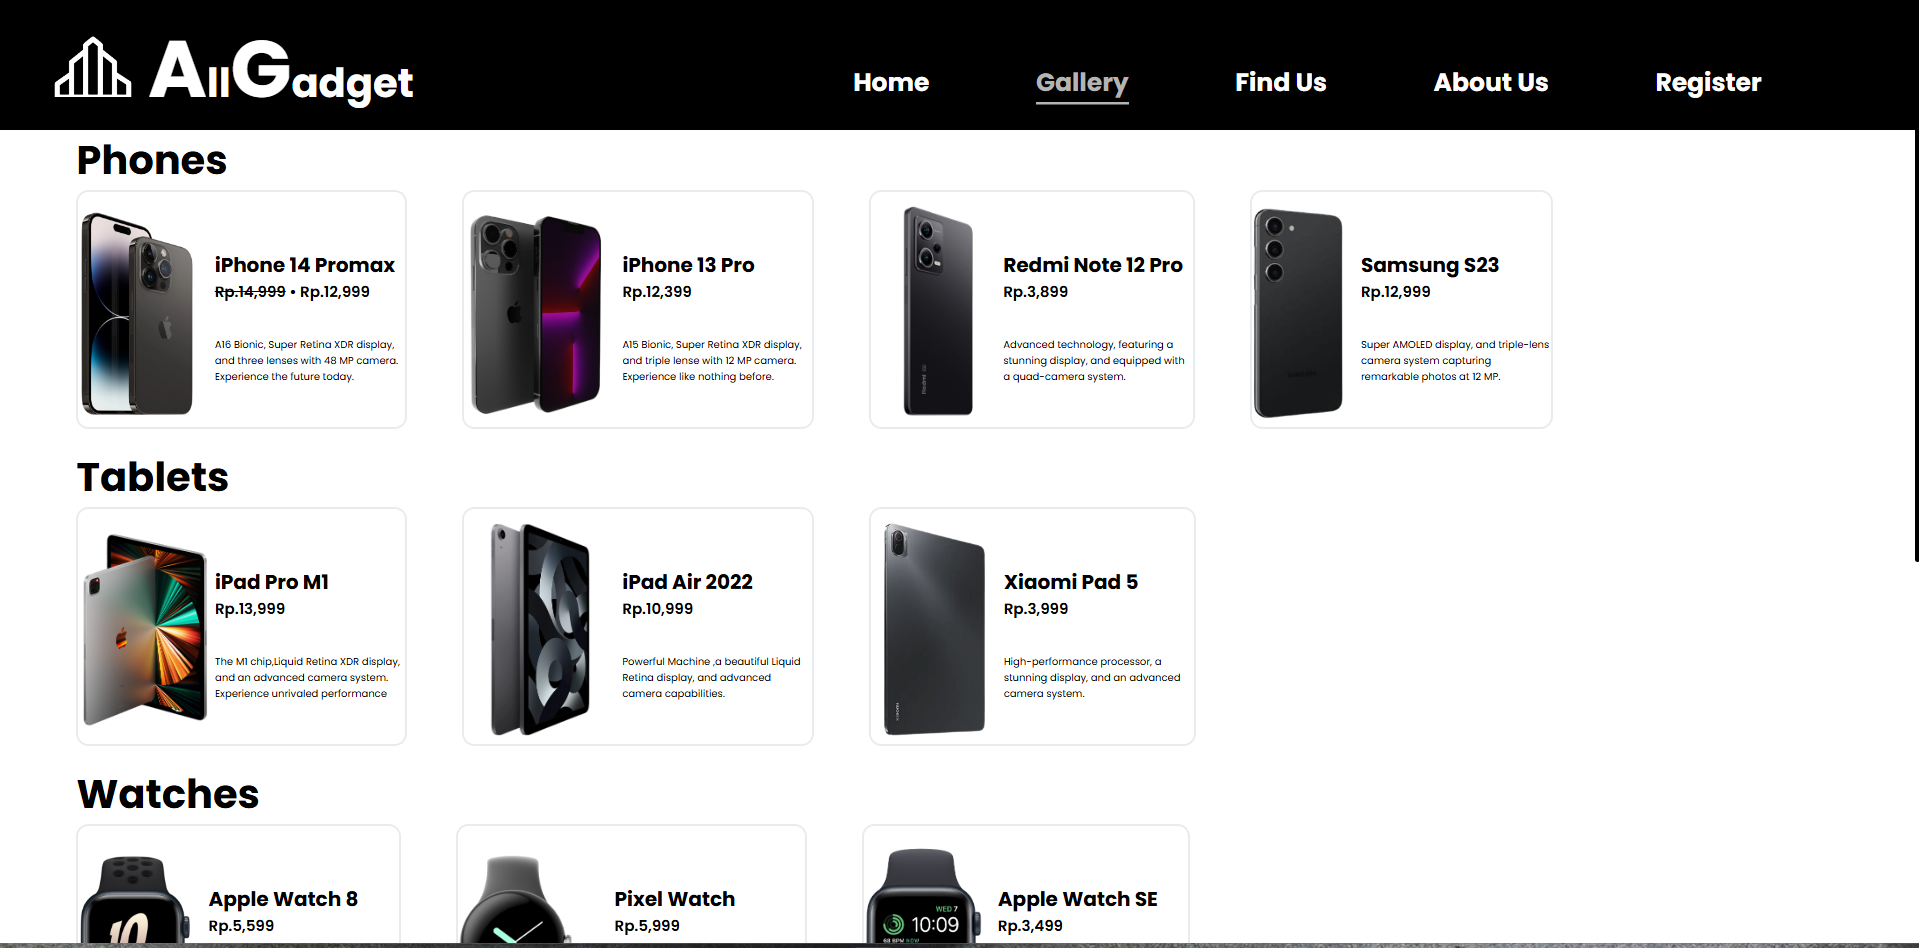 AllGadget
Home Gallery Find Us About Us Register
Phones
iPhone 14 Promax
Rp.14,999 • Rp.12,999
A16 Bionic, Super Retina XDR display,
and three lenses with 48 MP camera.
Experience the future today.
iPhone 13 Pro
Rp.12,399
A15 Bionic, Super Retina XDR display,
and triple lense with 12 MP camera.
Experience like nothing before.
Redmi Note 12 Pro
Rp.3,899
Advanced technology, featuring a
stunning display, and equipped with
a quad-camera system.
Samsung S23
Rp.12,999
Super AMOLED display, and triple-lens
camera system capturing
remarkable photos at 12 MP.
Tablets
iPad Pro M1
Rp.13,999
The M1 chip,Liquid Retina XDR display,
and an advanced camera system.
Experience unrivaled performance
iPad Air 2022
Rp.10,999
Powerful Machine ,a beautiful Liquid
Retina display, and advanced
camera capabilities.
Xiaomi Pad 5
Rp.3,999
High-performance processor, a
stunning display, and an advanced
camera system.
Watches
10
Apple Watch 8
Rp.5,599
Pixel Watch
Rp.5,999
WED 7
10:09
68 BPM NOW
Apple Watch SE
Rp.3,499